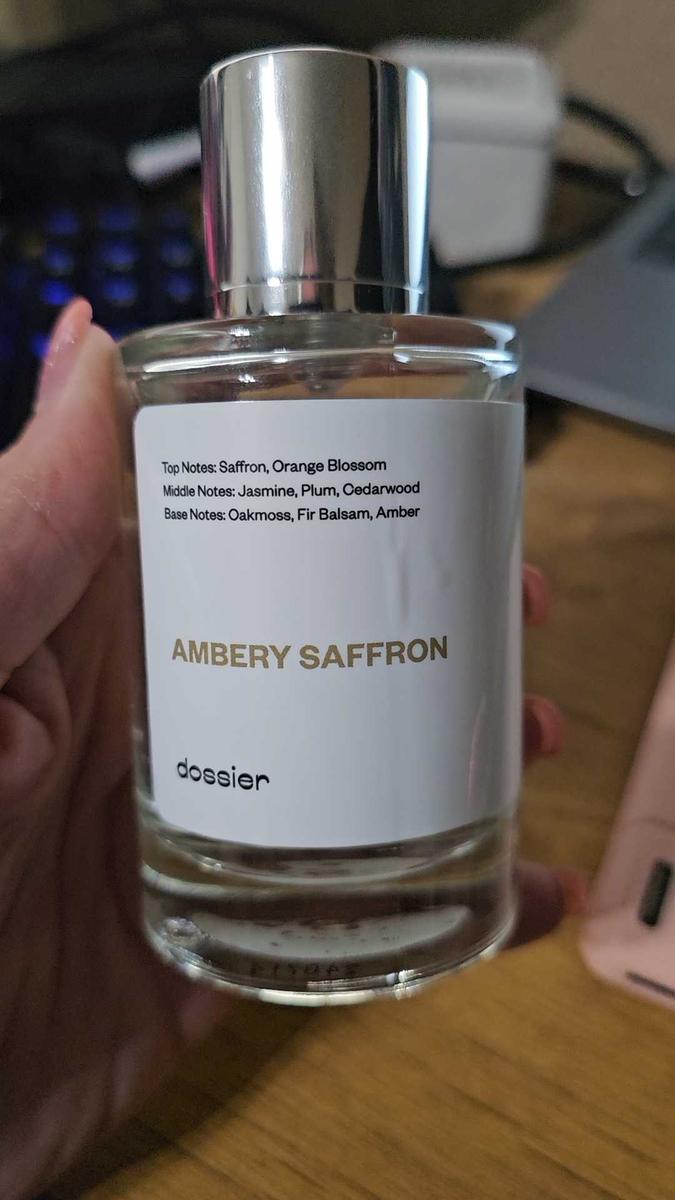 Top Notes: Saffron, Orange Blossom
Middle Notes: Jasmine, Plum, Cedarwood
Base Notes: Oakmoss, Fir Balsam, Amber
AMBERY SAFFRON
dossier